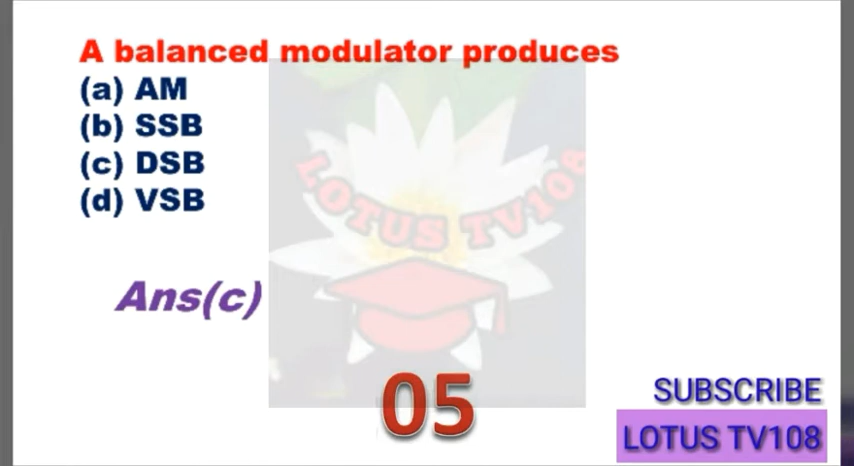 A balanced modulator produces
(a) AM
(b) SSB
(c) DSB
(d) VSB
LOTUS TV108
Ans(c)
05
SUBSCRIBE
LOTUS TV108